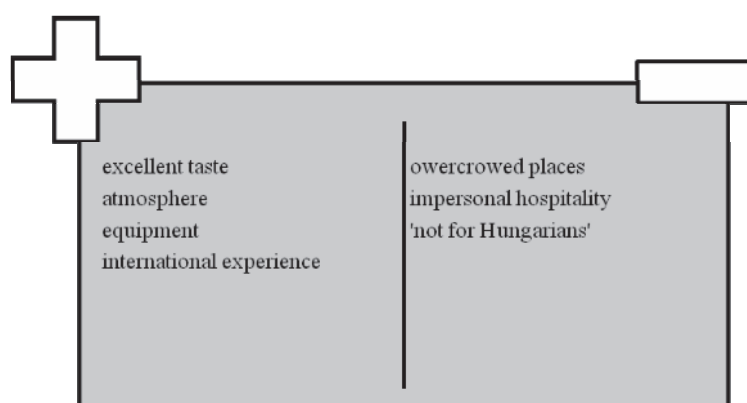 excellent taste
atmosphere
equipment
international experience
owercrowed places
impersonal hospitality
'not for Hungarians'